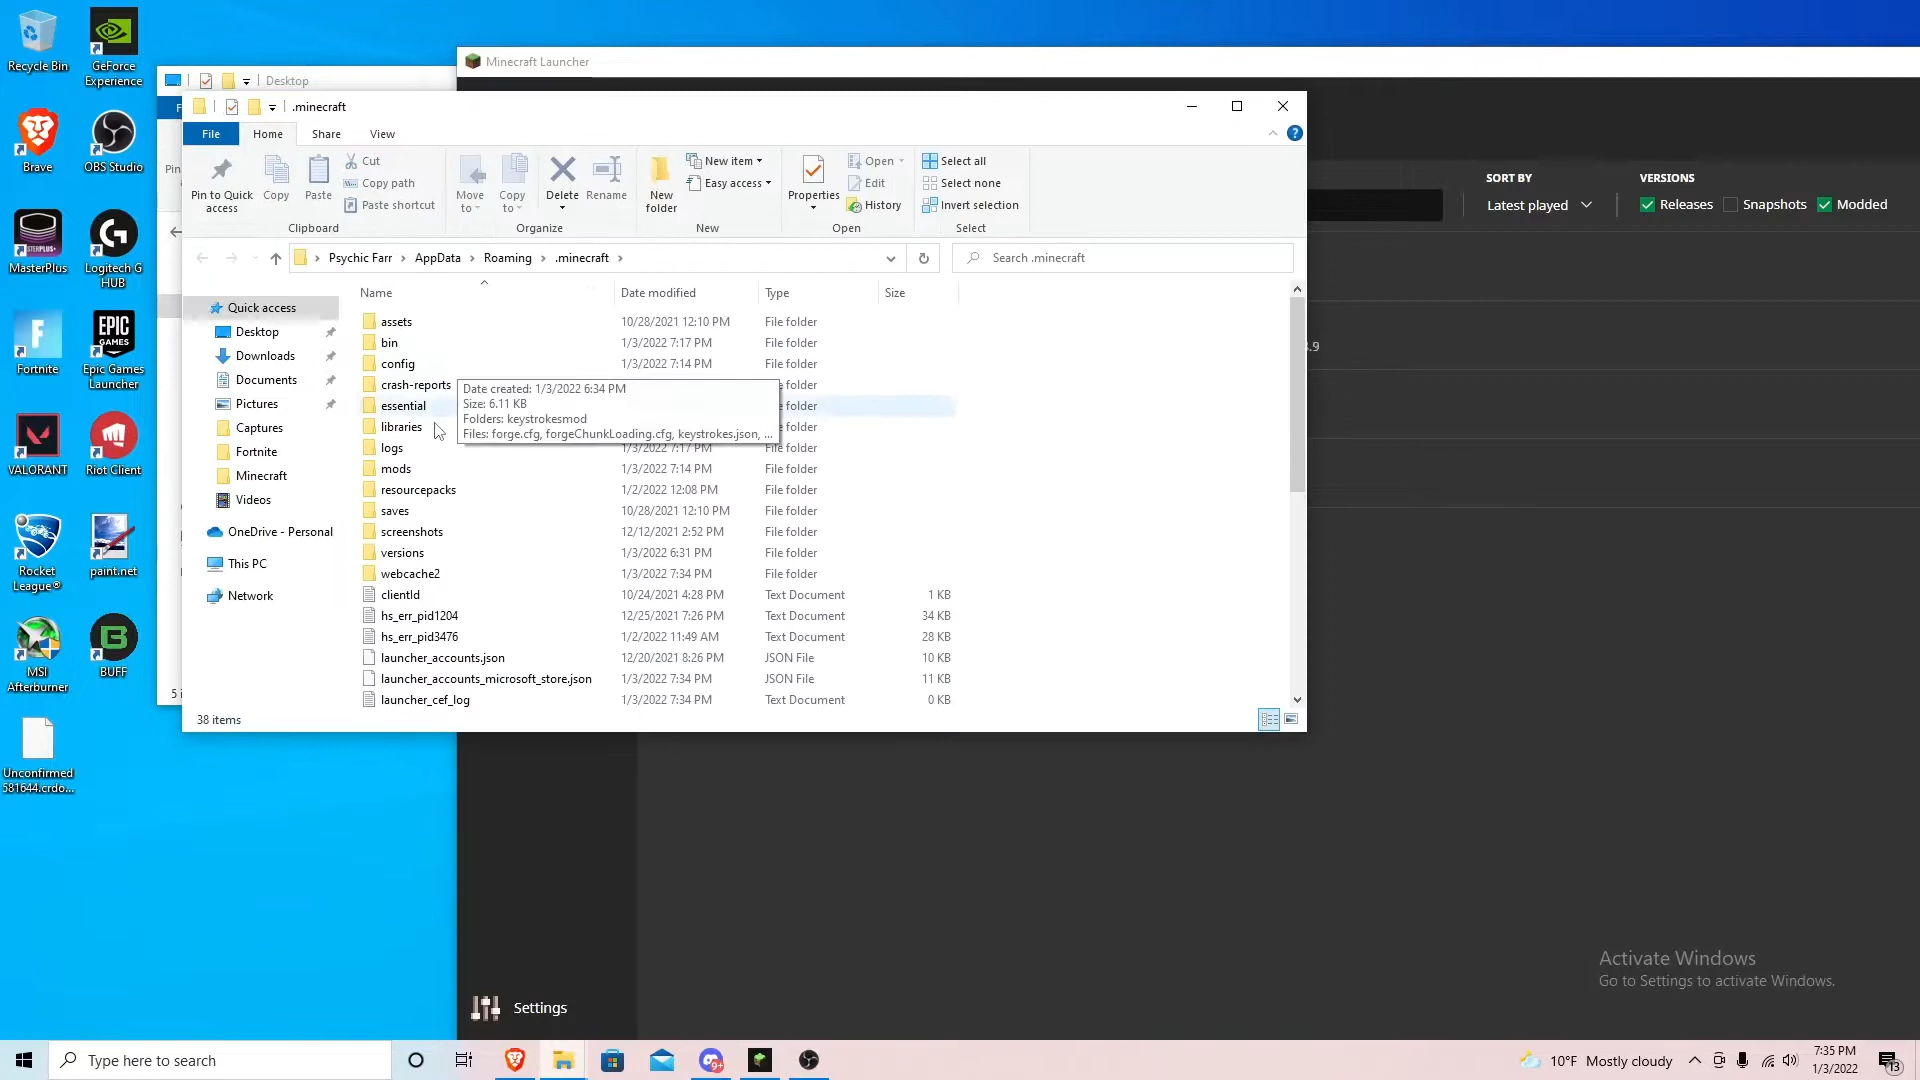 Recycle Bin
GeForce Experience
Brave
OBS Studio
MasterPlus
Logitech G HUB
Fortnite
EPIC GAMES
Epic Games Launcher
VALORANT
Riot Client
Rocket League®
paint.net
MSI Afterburner
BUFF
Unconfirmed 581644.crdo...
Desktop
Minecraft Launcher
.minecraft
File Home Share View
Pin to Quick access
Copy
Paste
Cut
Copy path
Paste shortcut
Clipboard
Move to
Copy to
Delete
Rename
Organize
New folder
New item
Easy access
New
Properties
Open
Edit
History
Open
Select all
Select none
Invert selection
Select
Psychic Farr > AppData > Roaming > .minecraft >
Search .minecraft
Quick access
Desktop
Downloads
Documents
Pictures
Captures
Fortnite
Minecraft
Videos
OneDrive - Personal
This PC
Network
Name Date modified Type Size
assets 10/28/2021 12:10 PM File folder
bin 1/3/2022 7:17 PM File folder
config 1/3/2022 7:14 PM File folder
crash-reports e folder
essential e folder
libraries e folder
logs 1/3/2022 7:17 PM File folder
mods 1/3/2022 7:14 PM File folder
resourcepacks 1/2/2022 12:08 PM File folder
saves 10/28/2021 12:10 PM File folder
screenshots 12/12/2021 2:52 PM File folder
versions 1/3/2022 6:31 PM File folder
webcache2 1/3/2022 7:34 PM File folder
clientId 10/24/2021 4:28 PM Text Document 1 KB
hs_err_pid1204 12/25/2021 7:26 PM Text Document 34 KB
hs_err_pid3476 1/2/2022 11:49 AM Text Document 28 KB
launcher_accounts.json 12/20/2021 8:26 PM JSON File 10 KB
launcher_accounts_microsoft_store.json 1/3/2022 7:34 PM JSON File 11 KB
launcher_cef_log 1/3/2022 7:34 PM Text Document 0 KB
Date created: 1/3/2022 6:34 PM
Size: 6.11 KB
Folders: keystrokesmod
Files: forge.cfg, forgeChunkLoading.cfg, keystrokes.json, ...
38 items
SORT BY
Latest played
VERSIONS
Releases Snapshots Modded
Settings
Activate Windows
Go to Settings to activate Windows.
Type here to search
10°F Mostly cloudy
7:35 PM
1/3/2022
13